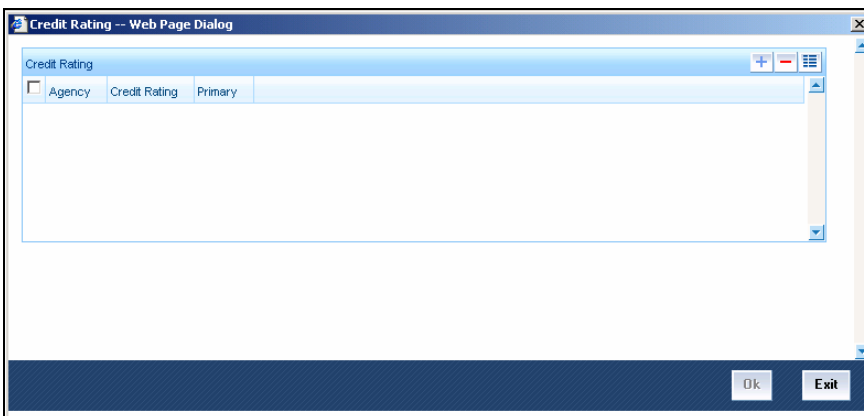 Credit Rating -- Web Page Dialog
Credit Rating
Agency Credit Rating Primary
Ok Exit